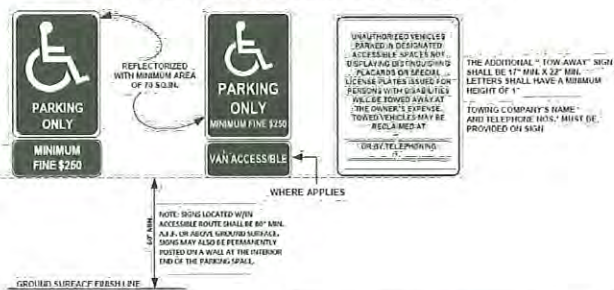 PARKING
ONLY
MINIMUM
FINE $250
REFLECTORIZED
WITH MINIMUM AREA
OF 70 SQ.IN.
PARKING
ONLY
MINIMUM FINE $250
VAN ACCESSIBLE
WHERE APPLIES
UNAUTHORIZED VEHICLES
PARKED IN DESIGNATED
ACCESSIBLE SPACES NOT
DISPLAYING DISTINGUISHING
PLACARDS OR SPECIAL
LICENSE PLATES ISSUED FOR
PERSONS WITH DISABILITIES
WILL BE TOWED AWAY AT
THE OWNER'S EXPENSE.
TOWED VEHICLES MAY BE
RECLAIMED AT
OR BY TELEPHONING
THE ADDITIONAL "TOW-AWAY" SIGN
SHALL BE 17" MIN. X 22" MIN.
LETTERS SHALL HAVE A MINIMUM
HEIGHT OF 1"
TOWING COMPANY'S NAME
AND TELEPHONE NOS. MUST BE
PROVIDED ON SIGN
MIN.
NOTE: SIGNS LOCATED W/IN
ACCESSIBLE ROUTE SHALL BE 80" MIN.
A.F.F. OR ABOVE GROUND SURFACE.
SIGNS MAY ALSO BE PERMANENTLY
POSTED ON A WALL AT THE INTERIOR
END OF THE PARKING SPACE.
GROUND SURFACE FINISH LINE